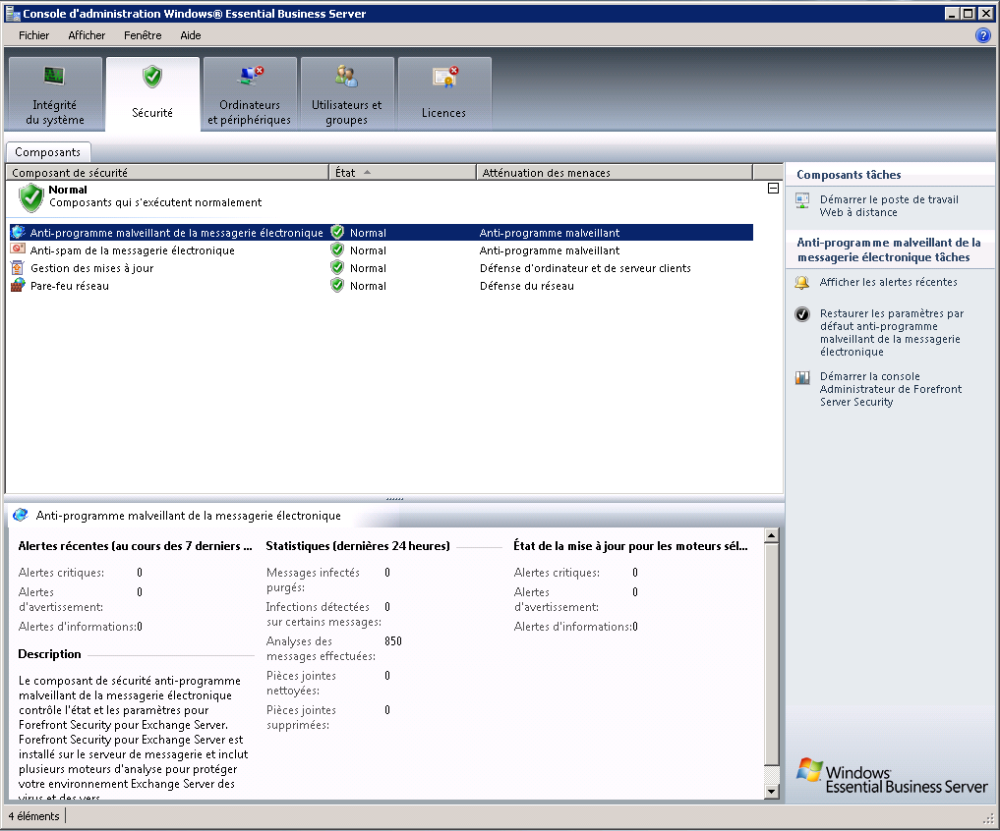 Console d'administration Windows® Essential Business Server
Fichier Afficher Fenêtre Aide
Intégrité
du système
Sécurité
Ordinateurs
et périphériques
Utilisateurs et
groupes
Licences
Composants
Composant de sécurité État Atténuation des menaces
Normal
Composants qui s'exécutent normalement
Anti-programme malveillant de la messagerie électronique Normal Anti-programme malveillant
Anti-spam de la messagerie électronique Normal Anti-programme malveillant
Gestion des mises à jour Normal Défense d'ordinateur et de serveur clients
Pare-feu réseau Normal Défense du réseau
Composants tâches
Démarrer le poste de travail
Web à distance
Anti-programme malveillant de la
messagerie électronique tâches
Afficher les alertes récentes
Restaurer les paramètres par
défaut anti-programme
malveillant de la messagerie
électronique
Démarrer la console
Administrateur de Forefront
Server Security
Anti-programme malveillant de la messagerie électronique
Alertes récentes (au cours des 7 derniers ...
Alertes critiques: 0
Alertes
d'avertissement: 0
Alertes d'informations:0
Description
Le composant de sécurité anti-programme
malveillant de la messagerie électronique
contrôle l'état et les paramètres pour
Forefront Security pour Exchange Server.
Forefront Security pour Exchange Server est
installé sur le serveur de messagerie et inclut
plusieurs moteurs d'analyse pour protéger
votre environnement Exchange Server des
virus et des vers
Statistiques (dernières 24 heures)
Messages infectés
purgés: 0
Infections détectées
sur certains messages: 0
Analyses des
messages effectuées: 850
Pièces jointes
nettoyées: 0
Pièces jointes
supprimées: 0
État de la mise à jour pour les moteurs sél...
Alertes critiques: 0
Alertes
d'avertissement: 0
Alertes d'informations:0
Windows
Essential Business Server
4 éléments